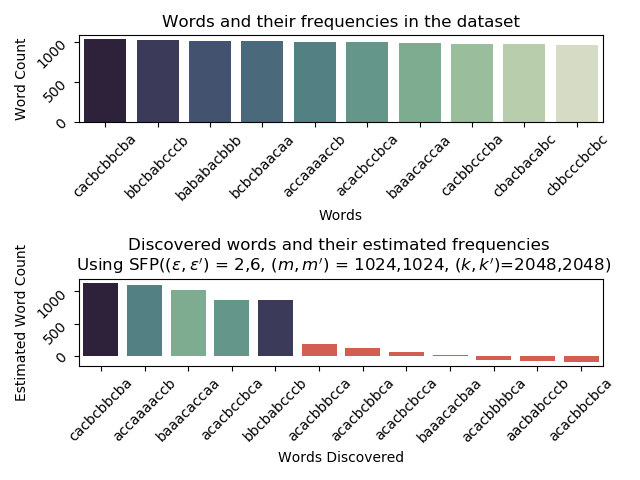 Words and their frequencies in the dataset
Word Count
1000
500
0
cacbcbbcba
bbcbabcccb
bababacbbb
bcbcbaacaa
accaaaaccb
acacbccbca
baaacaccaa
cacbbcccba
cbacbacabc
cbbcccbcbc
Words
Discovered words and their estimated frequencies
Using SFP((ϵ, ϵ′) = 2,6, (m, m′) = 1024,1024, (k, k′)=2048,2048)
Estimated Word Count
1000
500
0
cacbcbbcba
accaaaaccb
baaacaccaa
acacbccbca
bbcbabcccb
acacbbbcca
acacbcbbca
acacbcbcca
baaacacbaa
acacbbbbca
aacbabcccb
acacbbcbca
Words Discovered